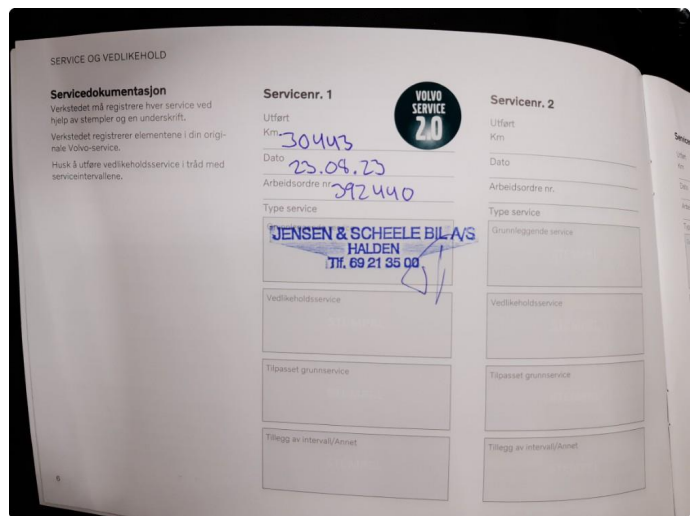 SERVICE OG VEDLIKEHOLD
Servicedokumentasjon
Verkstedet må registrere hver service ved
hjelp av stempler og en underskrift.
Verkstedet registrerer elementene i din origi-
nale Volvo-service.
Husk å utføre vedlikeholdsservice i tråd med
serviceintervallene.
Servicenr. 1
VOLVO
SERVICE
2.0
Utført
Km 30443
Dato 23.08.23
Arbeidsordre nr. 392440
Type service
JENSEN & SCHEELE BIL A/S
HALDEN
Tlf. 69 21 35 00
Vedlikeholdsservice
Tilpasset grunnservice
Tillegg av intervall/Annet
Servicenr. 2
Utført
Km
Dato
Arbeidsordre nr.
Type service
Grunnleggende service
Vedlikeholdsservice
Tilpasset grunnservice
Tillegg av intervall/Annet
6